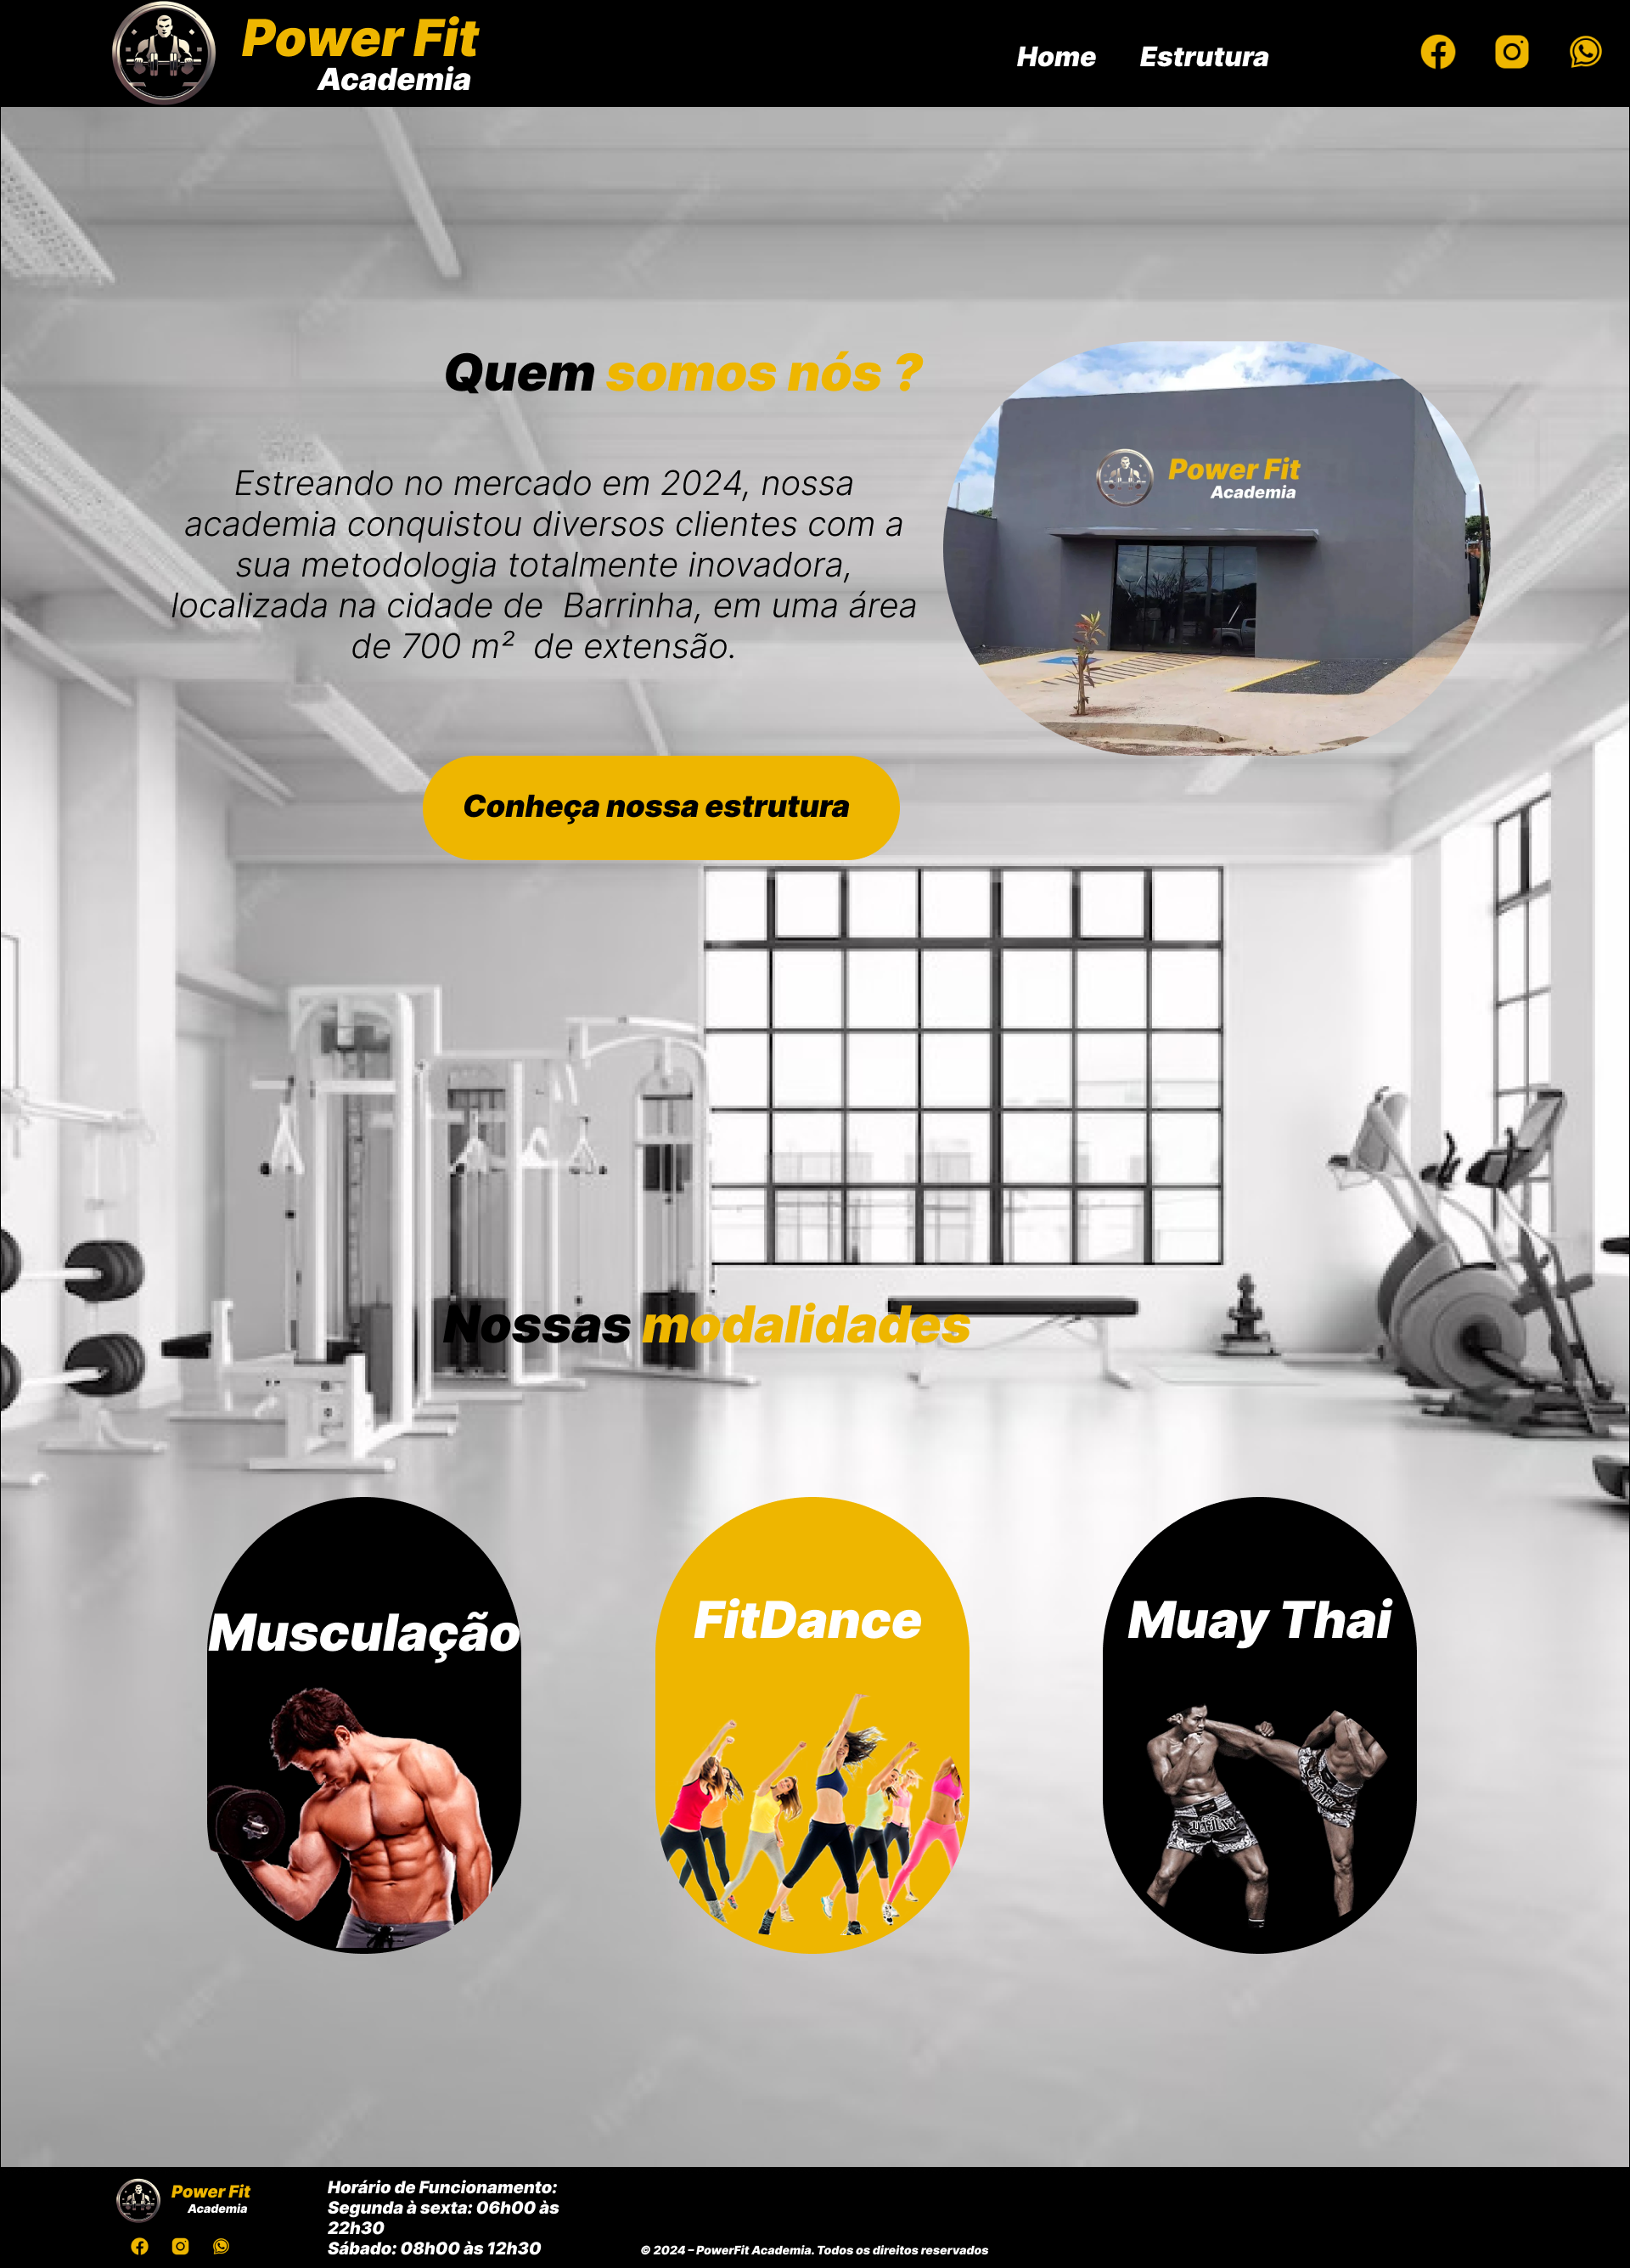 Power Fit
Academia
Home Estrutura
Quem somos nós ?
Estreando no mercado em 2024, nossa
academia conquistou diversos clientes com a
sua metodologia totalmente inovadora,
localizada na cidade de Barrinha, em uma área
de 700 m² de extensão.
Power Fit
Academia
Conheça nossa estrutura
Nossas modalidades
Musculação
FitDance
Muay Thai
Power Fit
Academia
Horário de Funcionamento:
Segunda à sexta: 06h00 às
22h30
Sábado: 08h00 às 12h30
© 2024 – PowerFit Academia. Todos os direitos reservados